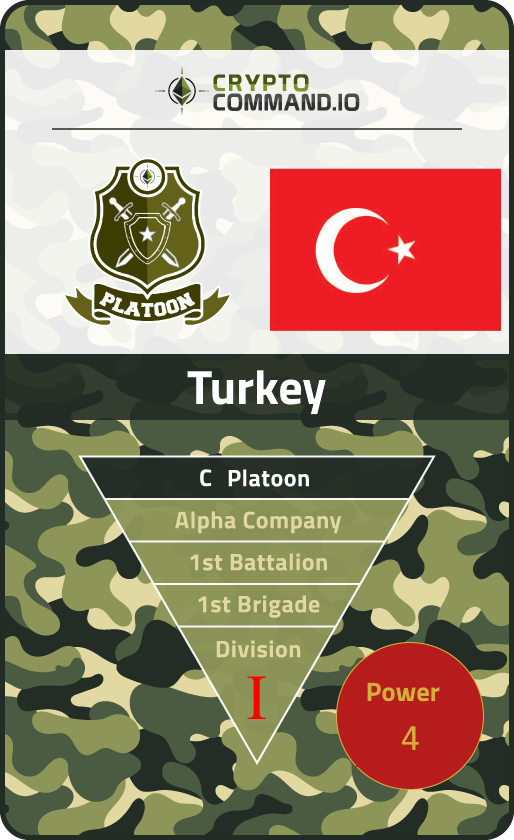 CRYPTO
COMMAND.IO
PLATOON
Turkey
C Platoon
Alpha Company
1st Battalion
1st Brigade
Division
I
Power
4